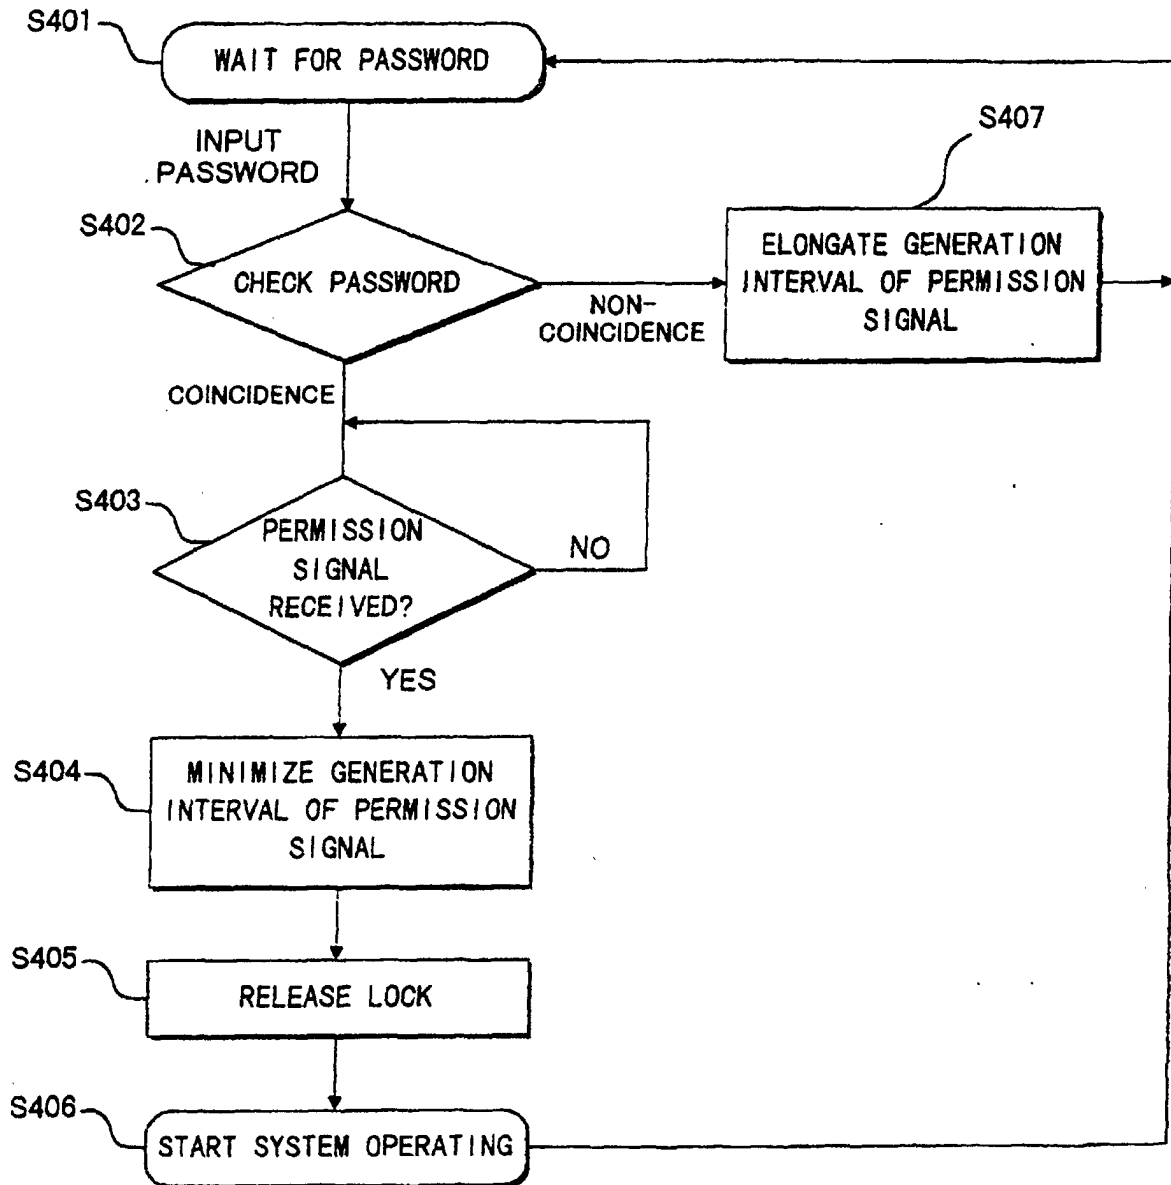 S401
WAIT FOR PASSWORD
INPUT
PASSWORD
S407
S402
CHECK PASSWORD
ELONGATE GENERATION
INTERVAL OF PERMISSION
SIGNAL
NON-
COINCIDENCE
COINCIDENCE
S403
PERMISSION
SIGNAL
RECEIVED?
NO
YES
S404
MINIMIZE GENERATION
INTERVAL OF PERMISSION
SIGNAL
S405
RELEASE LOCK
S406
START SYSTEM OPERATING